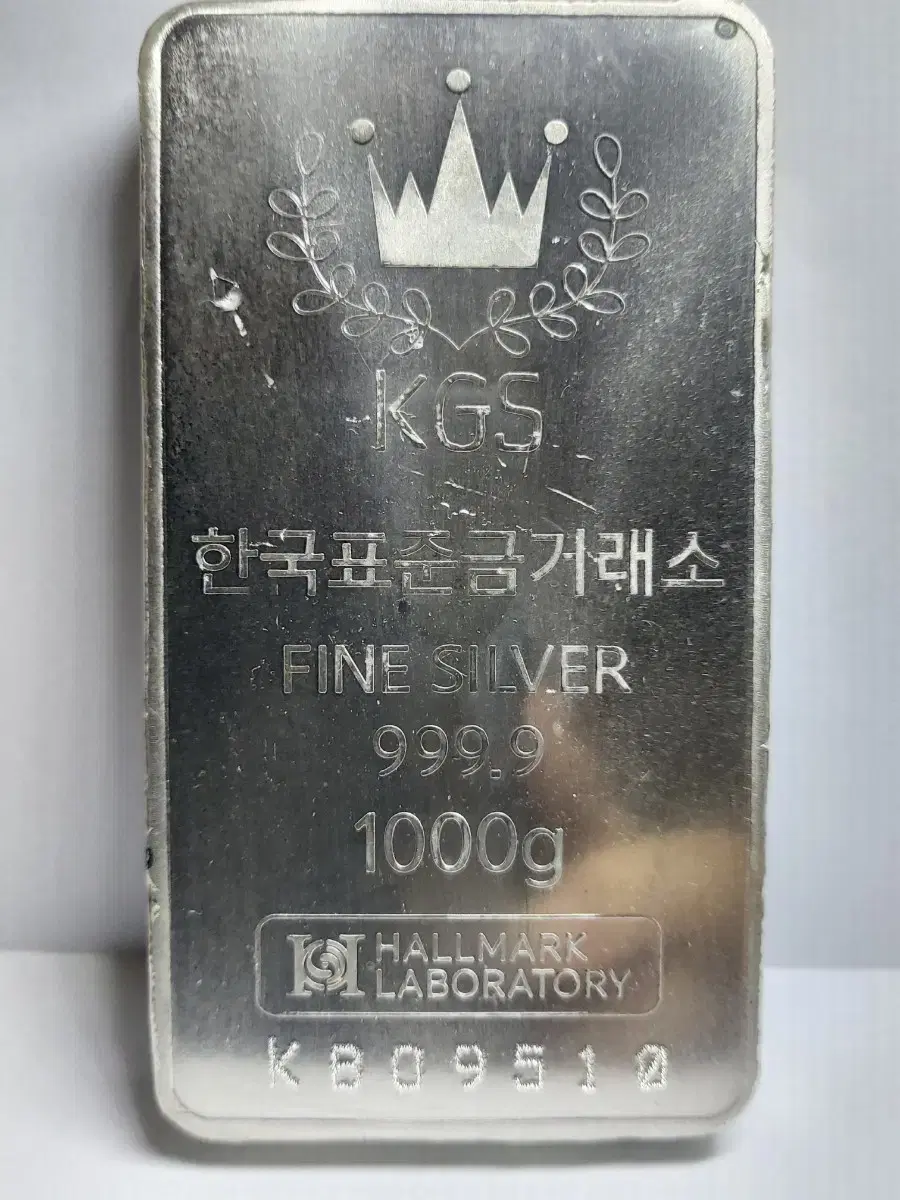 KGS
한국표준금거래소
FINE SILVER
999.9
1000g
HALLMARK
LABORATORY
KB09510